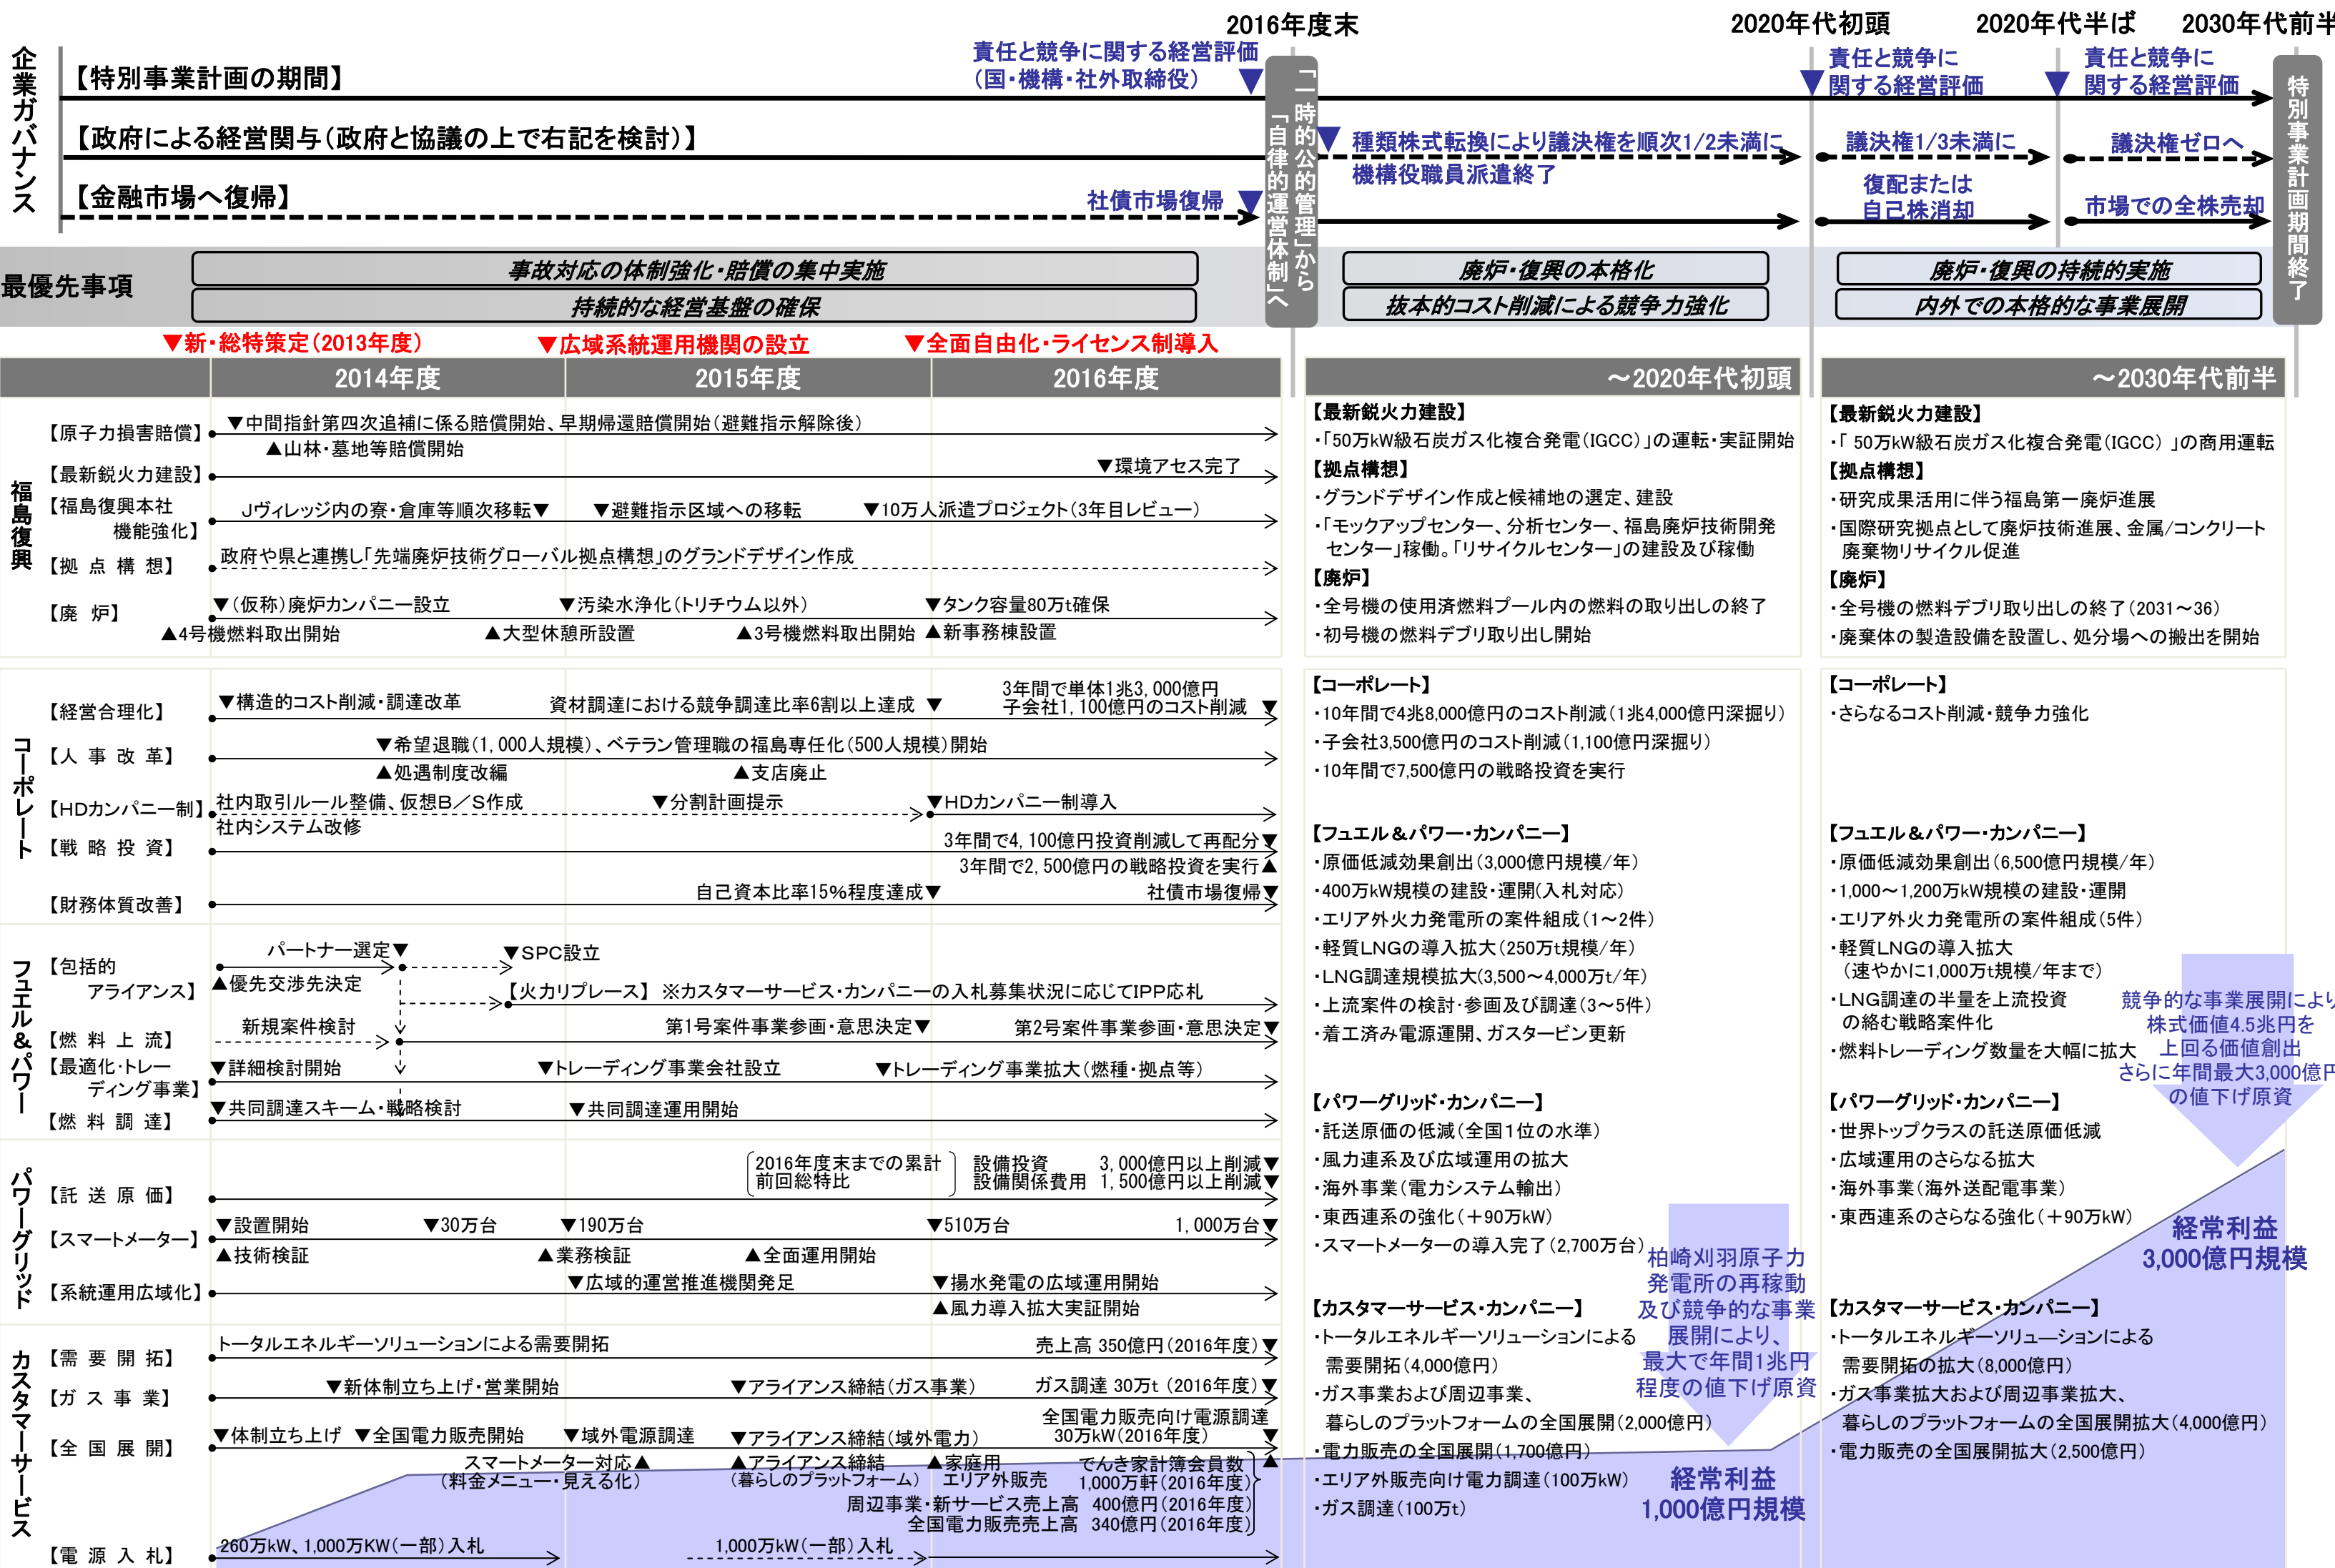 2016年度末
2020年代初頭
2020年代半ば
2030年代前半
企業ガバナンス
【特別事業計画の期間】
責任と競争に関する経営評価
（国・機構・社外取締役）
▼
▼
責任と競争に
関する経営評価
▼
責任と競争に
関する経営評価
【政府による経営関与（政府と協議の上で右記を検討）】
▼
種類株式転換により議決権を順次1/2未満に
機構役職員派遣終了
議決権1/3未満に
議決権ゼロへ
【金融市場へ復帰】
社債市場復帰
▼
復配または
自己株消却
市場での全株売却
「一時的公的管理」から
「自律的運営体制」へ
特別事業計画期間終了
最優先事項
事故対応の体制強化・賠償の集中実施
持続的な経営基盤の確保
廃炉・復興の本格化
抜本的コスト削減による競争力強化
廃炉・復興の持続的実施
内外での本格的な事業展開
▼新・総特策定（2013年度）
▼広域系統運用機関の設立
▼全面自由化・ライセンス制導入
2014年度
2015年度
2016年度
～2020年代初頭
～2030年代前半
福島復興
【原子力損害賠償】
▼中間指針第四次追補に係る賠償開始、早期帰還賠償開始（避難指示解除後）
▲山林・墓地等賠償開始
【最新鋭火力建設】
▼環境アセス完了
【福島復興本社
機能強化】
Jヴィレッジ内の寮・倉庫等順次移転▼
▼避難指示区域への移転
▼10万人派遣プロジェクト（3年目レビュー）
【拠 点 構 想】
政府や県と連携し「先端廃炉技術グローバル拠点構想」のグランドデザイン作成
【廃 炉】
▼（仮称）廃炉カンパニー設立
▼汚染水浄化（トリチウム以外）
▼タンク容量80万t確保
▲4号機燃料取出開始
▲大型休憩所設置
▲3号機燃料取出開始
▲新事務棟設置
【最新鋭火力建設】
・「50万kW級石炭ガス化複合発電（IGCC）」の運転・実証開始
【拠点構想】
・グランドデザイン作成と候補地の選定、建設
・「モックアップセンター、分析センター、福島廃炉技術開発
センター」稼働。「リサイクルセンター」の建設及び稼働
【廃炉】
・全号機の使用済燃料プール内の燃料の取り出しの終了
・初号機の燃料デブリ取り出し開始
【最新鋭火力建設】
・「 50万kW級石炭ガス化複合発電（IGCC） 」の商用運転
【拠点構想】
・研究成果活用に伴う福島第一廃炉進展
・国際研究拠点として廃炉技術進展、金属/コンクリート
廃棄物リサイクル促進
【廃炉】
・全号機の燃料デブリ取り出しの終了（2031～36）
・廃棄体の製造設備を設置し、処分場への搬出を開始
コーポレート
【経営合理化】
▼構造的コスト削減・調達改革
資材調達における競争調達比率6割以上達成 ▼
3年間で単体1兆3,000億円
子会社1,100億円のコスト削減 ▼
【人 事 改 革】
▼希望退職（1,000人規模）、ベテラン管理職の福島専任化（500人規模）開始
▲処遇制度改編
▲支店廃止
【HDカンパニー制】
社内取引ルール整備、仮想B／S作成
▼分割計画提示
▼HDカンパニー制導入
社内システム改修
【戦 略 投 資】
3年間で4,100億円投資削減して再配分▼
3年間で2,500億円の戦略投資を実行▲
【財務体質改善】
自己資本比率15%程度達成▼
社債市場復帰▼
フュエル＆パワー
【包括的
アライアンス】
パートナー選定▼
▼SPC設立
▲優先交渉先決定
【火力リプレース】 ※カスタマーサービス・カンパニーの入札募集状況に応じてIPP応札
【燃 料 上 流】
新規案件検討
第1号案件事業参画・意思決定▼
第2号案件事業参画・意思決定▼
【最適化・トレー
ディング事業】
▼詳細検討開始
▼トレーディング事業会社設立
▼トレーディング事業拡大（燃種・拠点等）
【燃 料 調 達】
▼共同調達スキーム・戦略検討
▼共同調達運用開始
パワーグリッド
【託 送 原 価】
2016年度末までの累計
前回総特比
設備投資 3,000億円以上削減▼
設備関係費用 1,500億円以上削減▼
【スマートメーター】
▼設置開始
▼30万台
▼190万台
▼510万台
1,000万台▼
▲技術検証
▲業務検証
▲全面運用開始
【系統運用広域化】
▼広域的運営推進機関発足
▼揚水発電の広域運用開始
▲風力導入拡大実証開始
カスタマーサービス
【需 要 開 拓】
トータルエネルギーソリューションによる需要開拓
売上高 350億円（2016年度）▼
【ガ ス 事 業】
▼新体制立ち上げ・営業開始
▼アライアンス締結（ガス事業）
ガス調達 30万t （2016年度）▼
【全 国 展 開】
▼体制立ち上げ
▼全国電力販売開始
▼域外電源調達
▼アライアンス締結（域外電力）
全国電力販売向け電源調達
30万kW（2016年度） ▼
スマートメーター対応▲
（料金メニュー・見える化）
▲アライアンス締結
（暮らしのプラットフォーム）
▲家庭用
エリア外販売
でんき家計簿会員数 ▲
1,000万軒（2016年度）
周辺事業・新サービス売上高 400億円（2016年度）
全国電力販売売上高 340億円（2016年度）
【電 源 入 札】
260万kW、1,000万KW（一部）入札
1,000万kW（一部）入札
【コーポレート】
・10年間で4兆8,000億円のコスト削減（1兆4,000億円深掘り）
・子会社3,500億円のコスト削減（1,100億円深掘り）
・10年間で7,500億円の戦略投資を実行
【フュエル＆パワー・カンパニー】
・原価低減効果創出（3,000億円規模/年）
・400万kW規模の建設・運開（入札対応）
・エリア外火力発電所の案件組成（1～2件）
・軽質LNGの導入拡大（250万t規模/年）
・LNG調達規模拡大（3,500～4,000万t/年）
・上流案件の検討・参画及び調達（3～5件）
・着工済み電源運開、ガスタービン更新
【パワーグリッド・カンパニー】
・託送原価の低減（全国１位の水準）
・風力連系及び広域運用の拡大
・海外事業（電力システム輸出）
・東西連系の強化（＋90万kW）
・スマートメーターの導入完了（2,700万台）
【カスタマーサービス・カンパニー】
・トータルエネルギーソリューションによる
需要開拓（4,000億円）
・ガス事業および周辺事業、
暮らしのプラットフォームの全国展開（2,000億円）
・電力販売の全国展開（1,700億円）
・エリア外販売向け電力調達（100万kW）
・ガス調達（100万t）
柏崎刈羽原子力
発電所の再稼動
及び競争的な事業
展開により、
最大で年間1兆円
程度の値下げ原資
経常利益
1,000億円規模
【コーポレート】
・さらなるコスト削減・競争力強化
【フュエル＆パワー・カンパニー】
・原価低減効果創出（6,500億円規模/年）
・1,000～1,200万kW規模の建設・運開
・エリア外火力発電所の案件組成（5件）
・軽質LNGの導入拡大
（速やかに1,000万t規模/年まで）
・LNG調達の半量を上流投資
の絡む戦略案件化
・燃料トレーディング数量を大幅に拡大
【パワーグリッド・カンパニー】
・世界トップクラスの託送原価低減
・広域運用のさらなる拡大
・海外事業（海外送配電事業）
・東西連系のさらなる強化（＋90万kW）
【カスタマーサービス・カンパニー】
・トータルエネルギーソリューションによる
需要開拓の拡大（8,000億円）
・ガス事業拡大および周辺事業拡大、
暮らしのプラットフォームの全国展開拡大（4,000億円）
・電力販売の全国展開拡大（2,500億円）
競争的な事業展開により
株式価値4.5兆円を
上回る価値創出
さらに年間最大3,000億円
の値下げ原資
経常利益
3,000億円規模